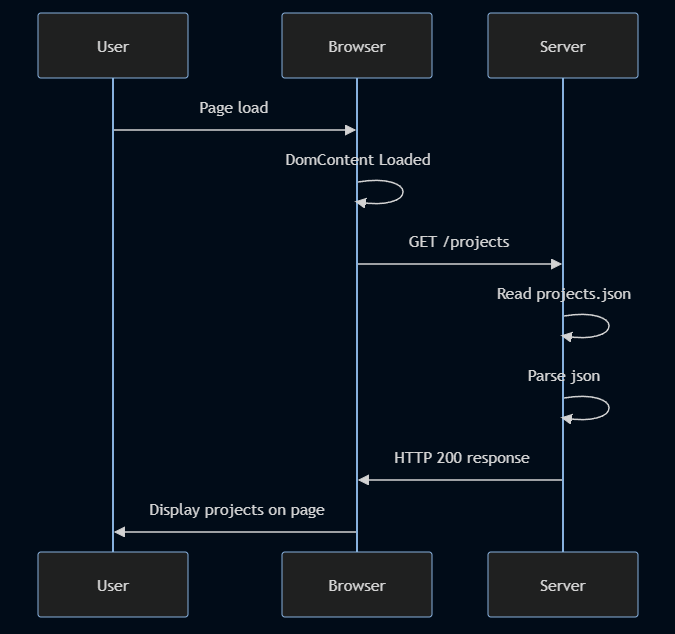 User
Browser
Server
Page load
DomContent Loaded
GET /projects
Read projects.json
Parse json
HTTP 200 response
Display projects on page
User
Browser
Server